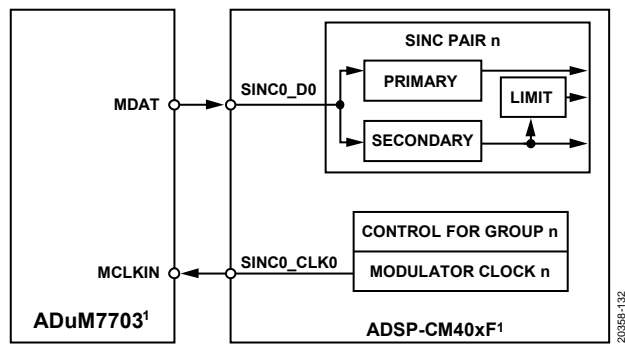 SINC PAIR n
SINC0_D0
PRIMARY
LIMIT
MDAT
SECONDARY
CONTROL FOR GROUP n
SINC0_CLK0
MCLKIN
MODULATOR CLOCK n
ADuM7703¹
ADSP-CM40xF¹
20358-132